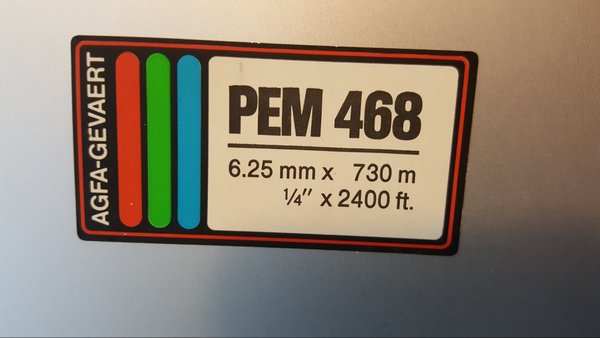 AGFA-GEVAERT
PEM 468
6.25 mm x 730 m
¼" x 2400 ft.